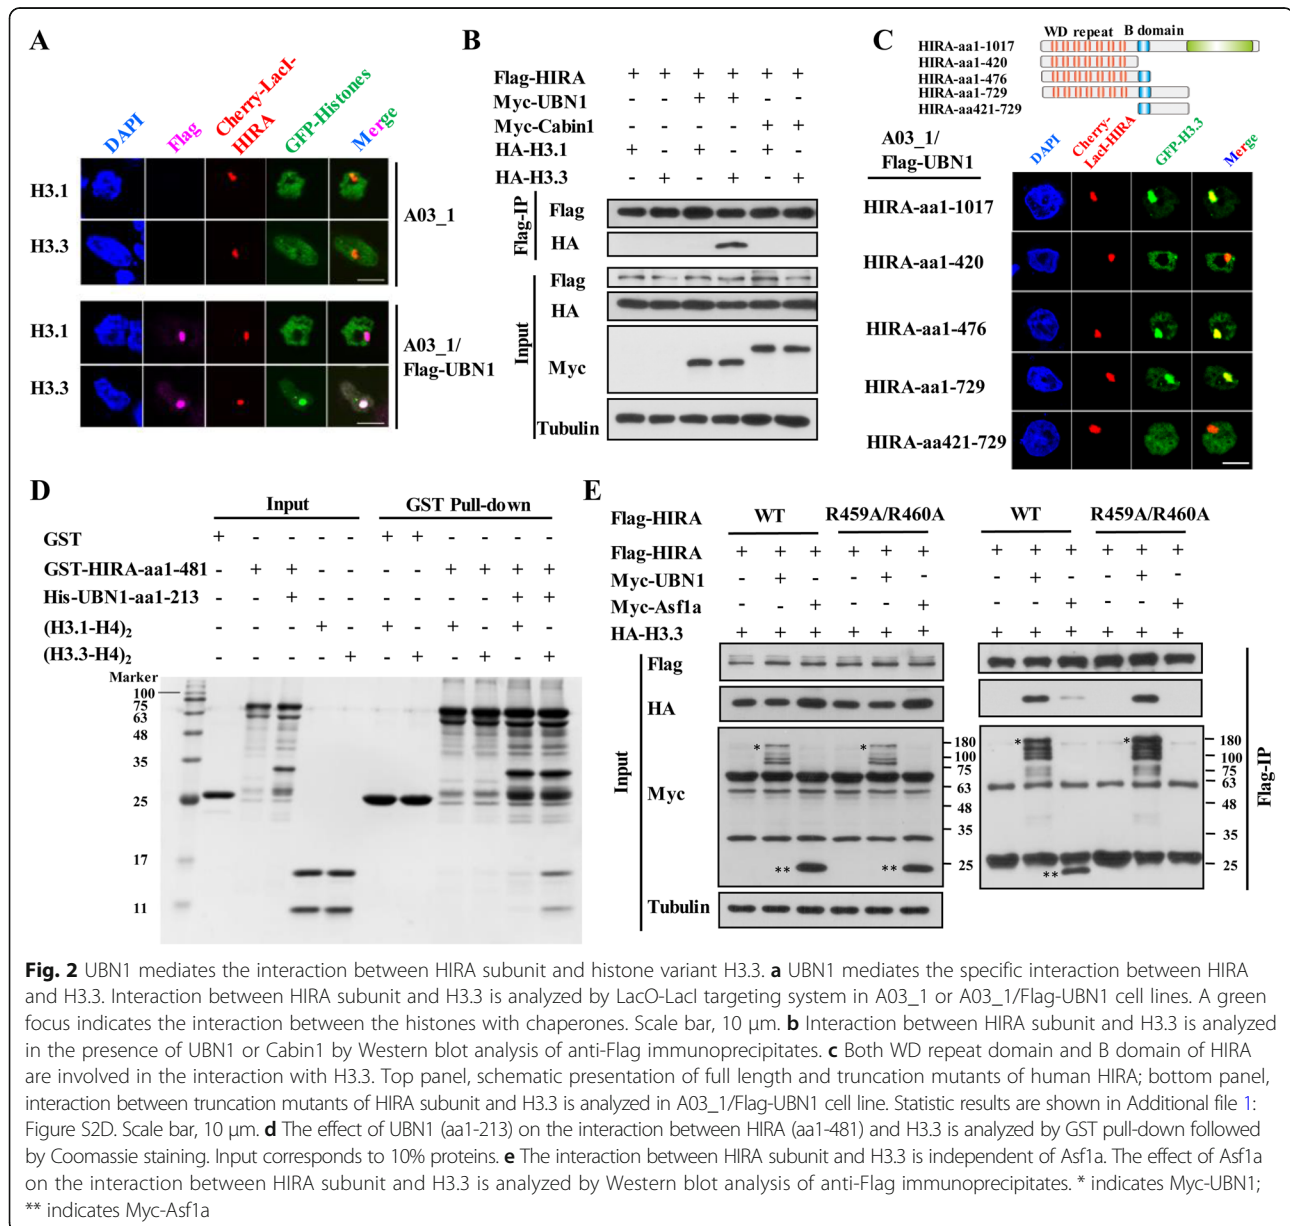 A
DAPI
Flag
Cherry-LacI-
HIRA
GFP-Histones
Merge
H3.1
H3.3
A03_1
H3.1
H3.3
A03_1/
Flag-UBN1
B
Flag-HIRA + + + + + +
Myc-UBN1 - - + + - -
Myc-Cabin1 - - - - + +
HA-H3.1 + - + - + -
HA-H3.3 - + - + - +
Flag-IP
Flag
HA
Input
Flag
HA
Myc
Tubulin
C
WD repeat B domain
HIRA-aa1-1017
HIRA-aa1-420
HIRA-aa1-476
HIRA-aa1-729
HIRA-aa421-729
A03_1/
Flag-UBN1
DAPI
Cherry-
LacI-HIRA
GFP-H3.3
Merge
HIRA-aa1-1017
HIRA-aa1-420
HIRA-aa1-476
HIRA-aa1-729
HIRA-aa421-729
D
Input GST Pull-down
GST + - - - - + + - - - -
GST-HIRA-aa1-481 - + + - - - - + + + +
His-UBN1-aa1-213 - - + - - - - - - + +
(H3.1-H4)2 - - - + - + - + - + -
(H3.3-H4)2 - - - - + - + - + - +
Marker
100
75
63
48
35
25
17
11
E
Flag-HIRA WT R459A/R460A WT R459A/R460A
Flag-HIRA + + + + + + + + + + + +
Myc-UBN1 - + - - + - - + - - + -
Myc-Asf1a - - + - - + - - + - - +
HA-H3.3 + + + + + + + + + + + +
Input
Flag
HA
Myc
Tubulin
* *
** **
180
100
75
63
48
35
25
* *
**
180
100
75
63
48
35
25
Flag-IP
Fig. 2 UBN1 mediates the interaction between HIRA subunit and histone variant H3.3. a UBN1 mediates the specific interaction between HIRA
and H3.3. Interaction between HIRA subunit and H3.3 is analyzed by LacO-LacI targeting system in A03_1 or A03_1/Flag-UBN1 cell lines. A green
focus indicates the interaction between the histones with chaperones. Scale bar, 10 μm. b Interaction between HIRA subunit and H3.3 is analyzed
in the presence of UBN1 or Cabin1 by Western blot analysis of anti-Flag immunoprecipitates. c Both WD repeat domain and B domain of HIRA
are involved in the interaction with H3.3. Top panel, schematic presentation of full length and truncation mutants of human HIRA; bottom panel,
interaction between truncation mutants of HIRA subunit and H3.3 is analyzed in A03_1/Flag-UBN1 cell line. Statistic results are shown in Additional file 1:
Figure S2D. Scale bar, 10 μm. d The effect of UBN1 (aa1-213) on the interaction between HIRA (aa1-481) and H3.3 is analyzed by GST pull-down followed
by Coomassie staining. Input corresponds to 10% proteins. e The interaction between HIRA subunit and H3.3 is independent of Asf1a. The effect of Asf1a
on the interaction between HIRA subunit and H3.3 is analyzed by Western blot analysis of anti-Flag immunoprecipitates. * indicates Myc-UBN1;
** indicates Myc-Asf1a